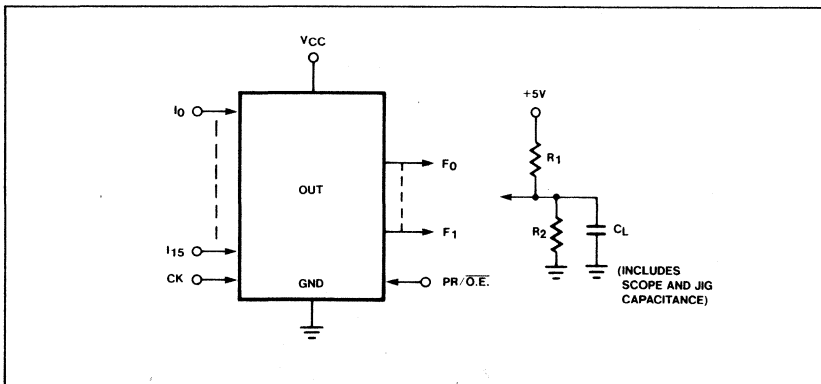 VCC
I0
OUT
F0
F1
I15
CK
GND
PR/O.E.
+5V
R1
R2
CL
(INCLUDES
SCOPE AND JIG
CAPACITANCE)